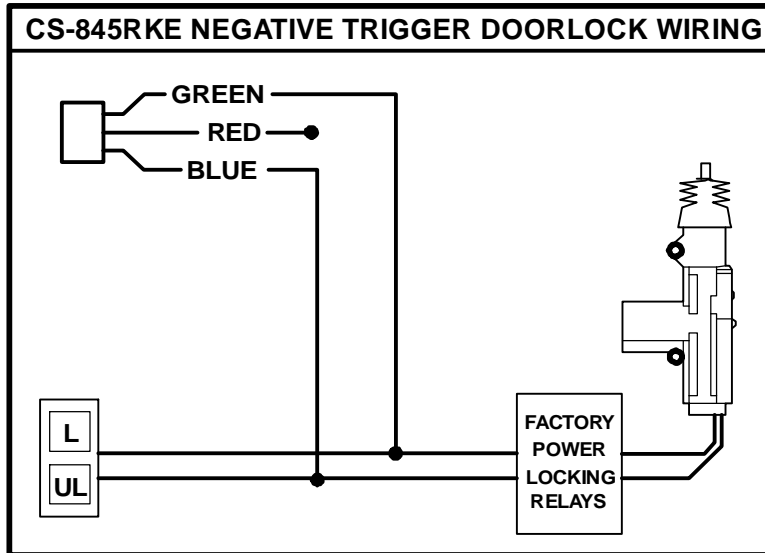 CS-845RKE NEGATIVE TRIGGER DOORLOCK WIRING
GREEN
RED
BLUE
L
UL
FACTORY
POWER
LOCKING
RELAYS